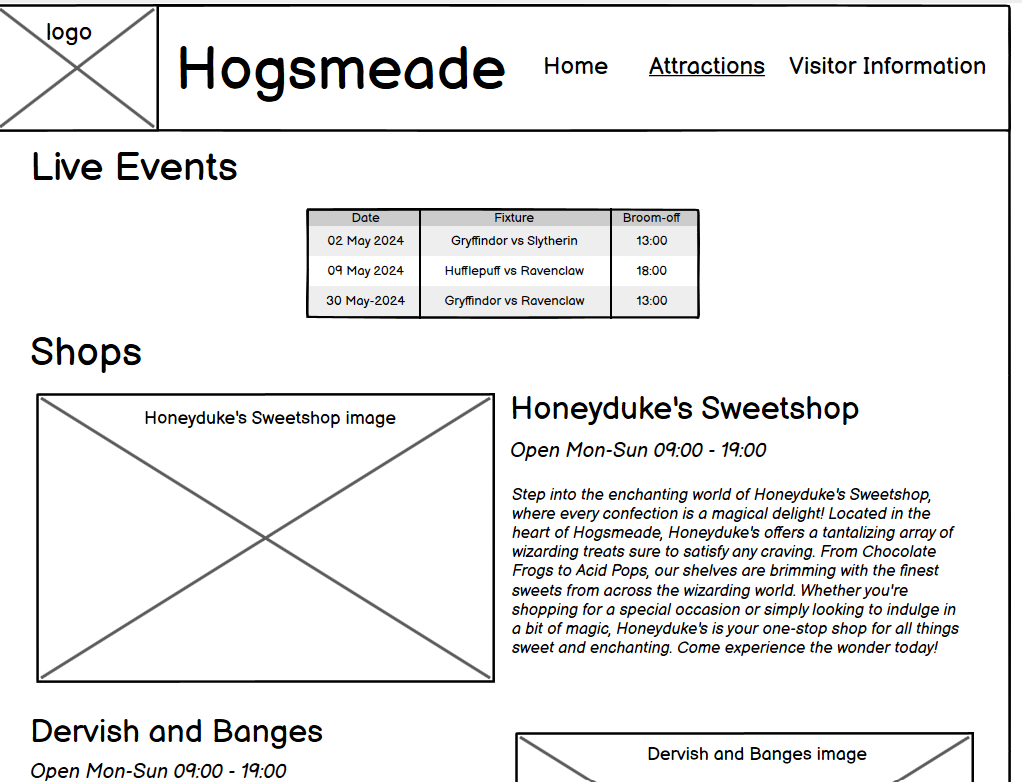 logo
Hogsmeade
Home Attractions Visitor Information
Live Events
Date Fixture Broom-off
02 May 2024 Gryffindor vs Slytherin 13:00
09 May 2024 Hufflepuff vs Ravenclaw 18:00
30 May-2024 Gryffindor vs Ravenclaw 13:00
Shops
Honeyduke's Sweetshop image
Honeyduke's Sweetshop
Open Mon-Sun 09:00 - 19:00
Step into the enchanting world of Honeyduke's Sweetshop,
where every confection is a magical delight! Located in the
heart of Hogsmeade, Honeyduke's offers a tantalizing array of
wizarding treats sure to satisfy any craving. From Chocolate
Frogs to Acid Pops, our shelves are brimming with the finest
sweets from across the wizarding world. Whether you're
shopping for a special occasion or simply looking to indulge in
a bit of magic, Honeyduke's is your one-stop shop for all things
sweet and enchanting. Come experience the wonder today!
Dervish and Banges
Open Mon-Sun 09:00 - 19:00
Dervish and Banges image